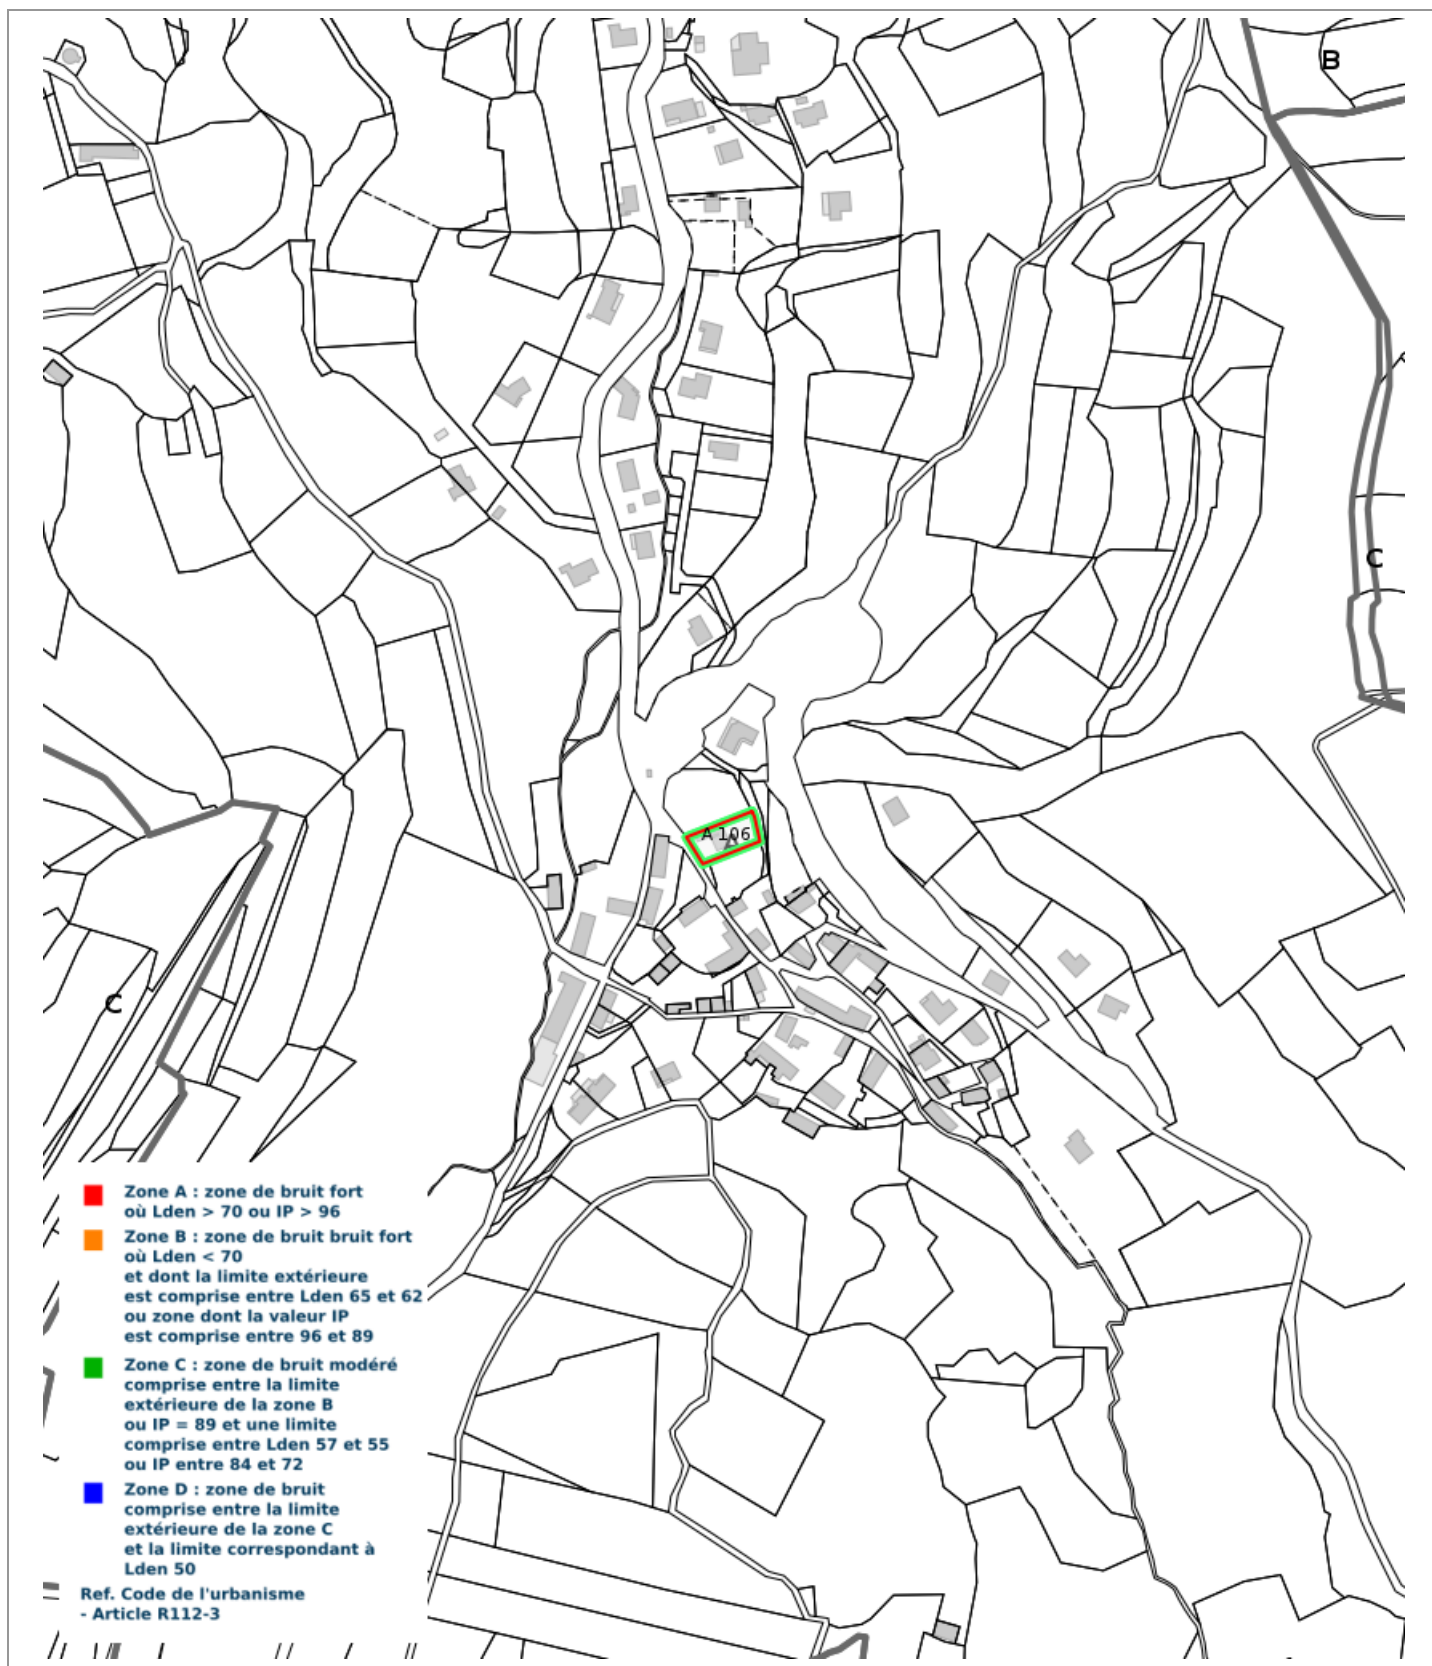 B
C
A 106
A
C
Zone A : zone de bruit fort
où Lden > 70 ou IP > 96
Zone B : zone de bruit bruit fort
où Lden < 70
et dont la limite extérieure
est comprise entre Lden 65 et 62
ou zone dont la valeur IP
est comprise entre 96 et 89
Zone C : zone de bruit modéré
comprise entre la limite
extérieure de la zone B
ou IP = 89 et une limite
comprise entre Lden 57 et 55
ou IP entre 84 et 72
Zone D : zone de bruit
comprise entre la limite
extérieure de la zone C
et la limite correspondant à
Lden 50
Ref. Code de l'urbanisme
- Article R112-3